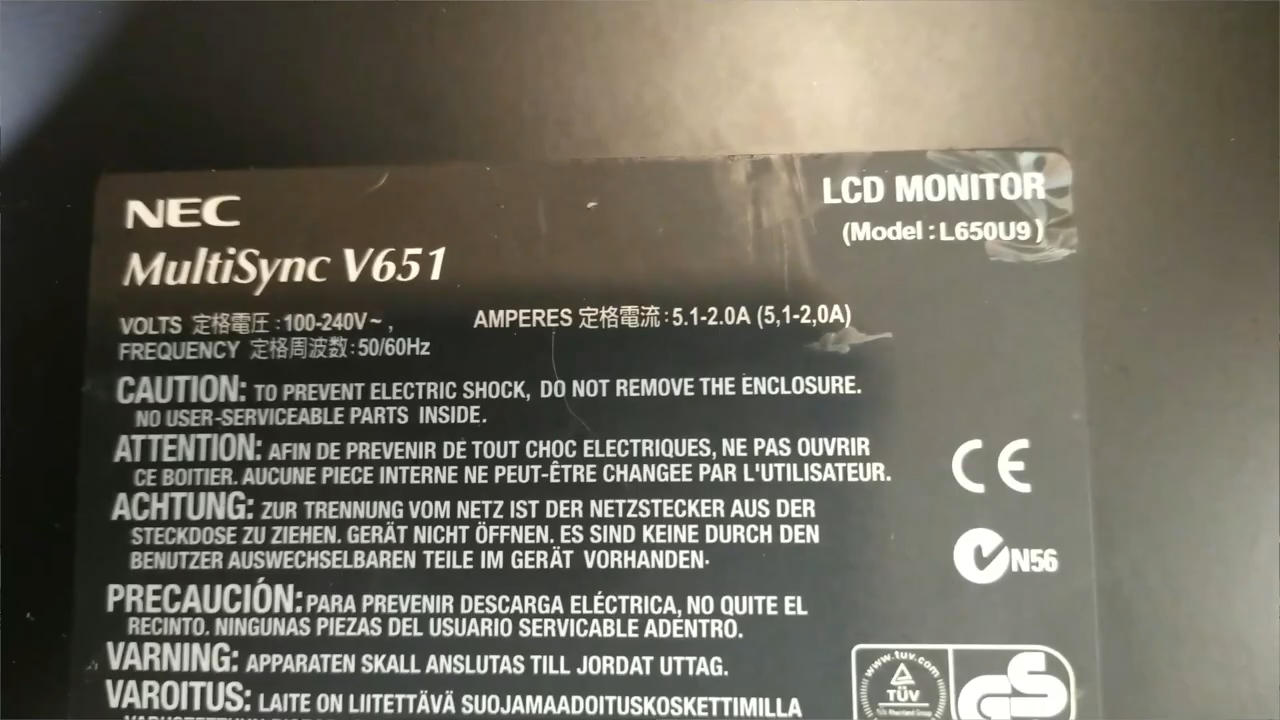 NEC
MultiSync V651
LCD MONITOR
(Model : L650U9)
VOLTS 定格電圧 : 100-240V~ ,
AMPERES 定格電流 : 5.1-2.0A (5,1-2,0A)
FREQUENCY 定格周波数: 50/60Hz
CAUTION: TO PREVENT ELECTRIC SHOCK, DO NOT REMOVE THE ENCLOSURE.
NO USER-SERVICEABLE PARTS INSIDE.
ATTENTION: AFIN DE PREVENIR DE TOUT CHOC ELECTRIQUES, NE PAS OUVRIR
CE BOITIER. AUCUNE PIECE INTERNE NE PEUT-ÊTRE CHANGEE PAR L'UTILISATEUR.
ACHTUNG: ZUR TRENNUNG VOM NETZ IST DER NETZSTECKER AUS DER
STECKDOSE ZU ZIEHEN. GERÄT NICHT ÖFFNEN. ES SIND KEINE DURCH DEN
BENUTZER AUSWECHSELBAREN TEILE IM GERÄT VORHANDEN.
PRECAUCIÓN: PARA PREVENIR DESCARGA ELÉCTRICA, NO QUITE EL
RECINTO. NINGUNAS PIEZAS DEL USUARIO SERVICABLE ADENTRO.
VARNING: APPARATEN SKALL ANSLUTAS TILL JORDAT UTTAG.
VAROITUS: LAITE ON LIITETTÄVÄ SUOJAMAADOITUSKOSKETTIMILLA
CE
N56
www.tuv.com
TÜV
TÜV Rheinland Group
GS